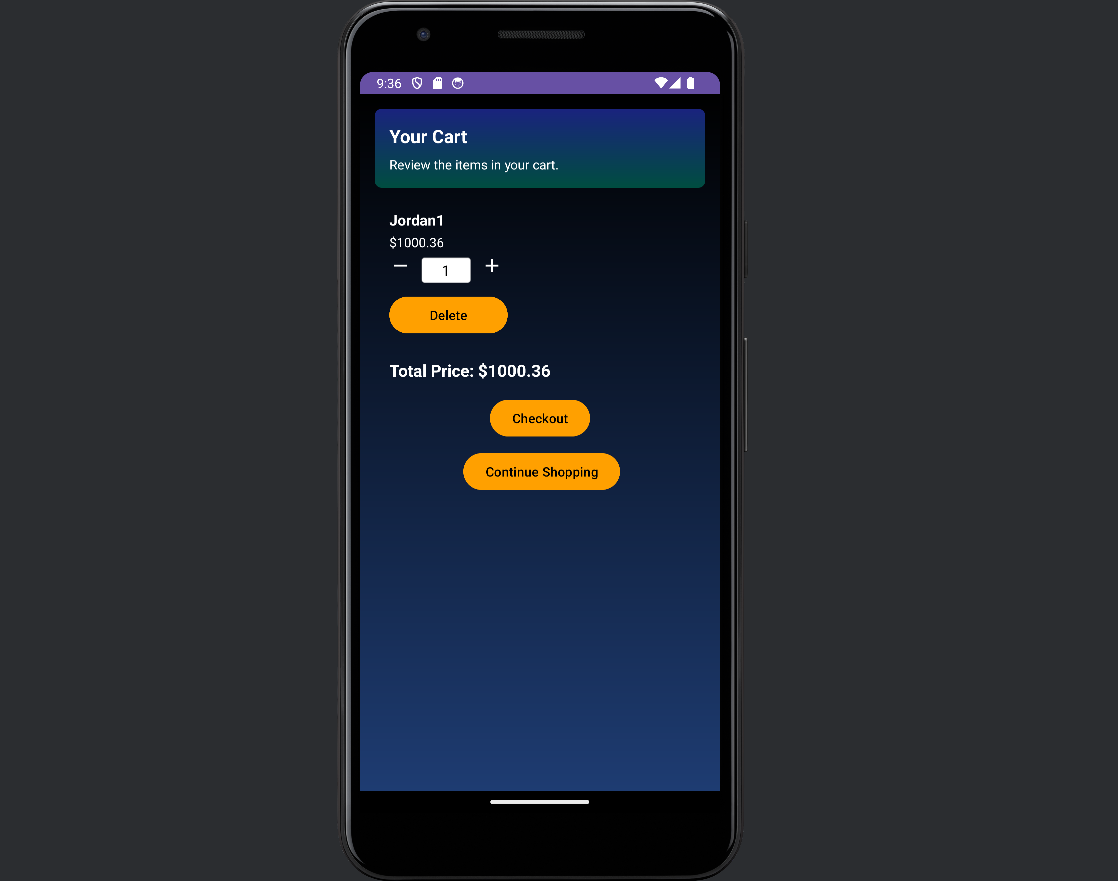 9:36
Your Cart
Review the items in your cart.
Jordan1
$1000.36
− 1 +
Delete
Total Price: $1000.36
Checkout
Continue Shopping